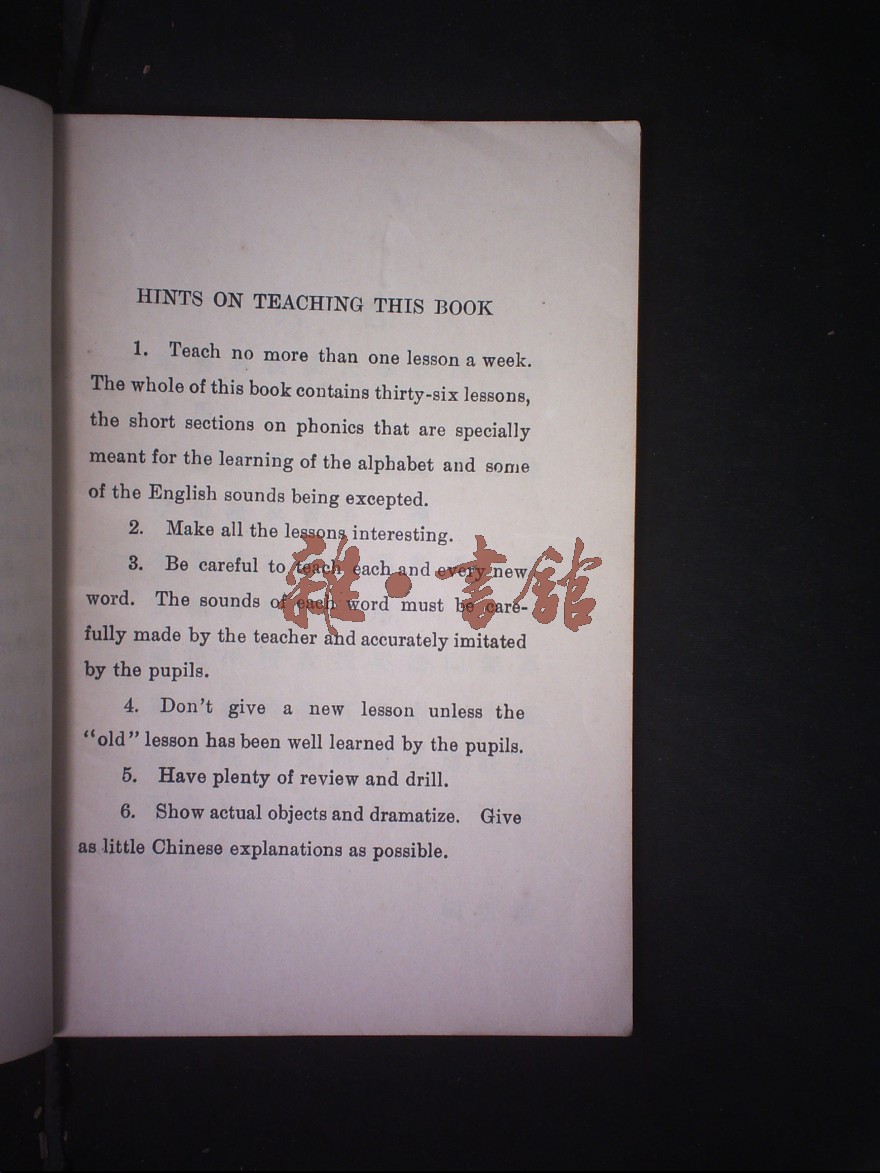 HINTS ON TEACHING THIS BOOK
1. Teach no more than one lesson a week.
The whole of this book contains thirty-six lessons,
the short sections on phonics that are specially
meant for the learning of the alphabet and some
of the English sounds being excepted.
2. Make all the lessons interesting.
3. Be careful to teach each and every new
word. The sounds of each word must be care-
fully made by the teacher and accurately imitated
by the pupils.
4. Don't give a new lesson unless the
“old” lesson has been well learned by the pupils.
5. Have plenty of review and drill.
6. Show actual objects and dramatize. Give
as little Chinese explanations as possible.
雜·書館